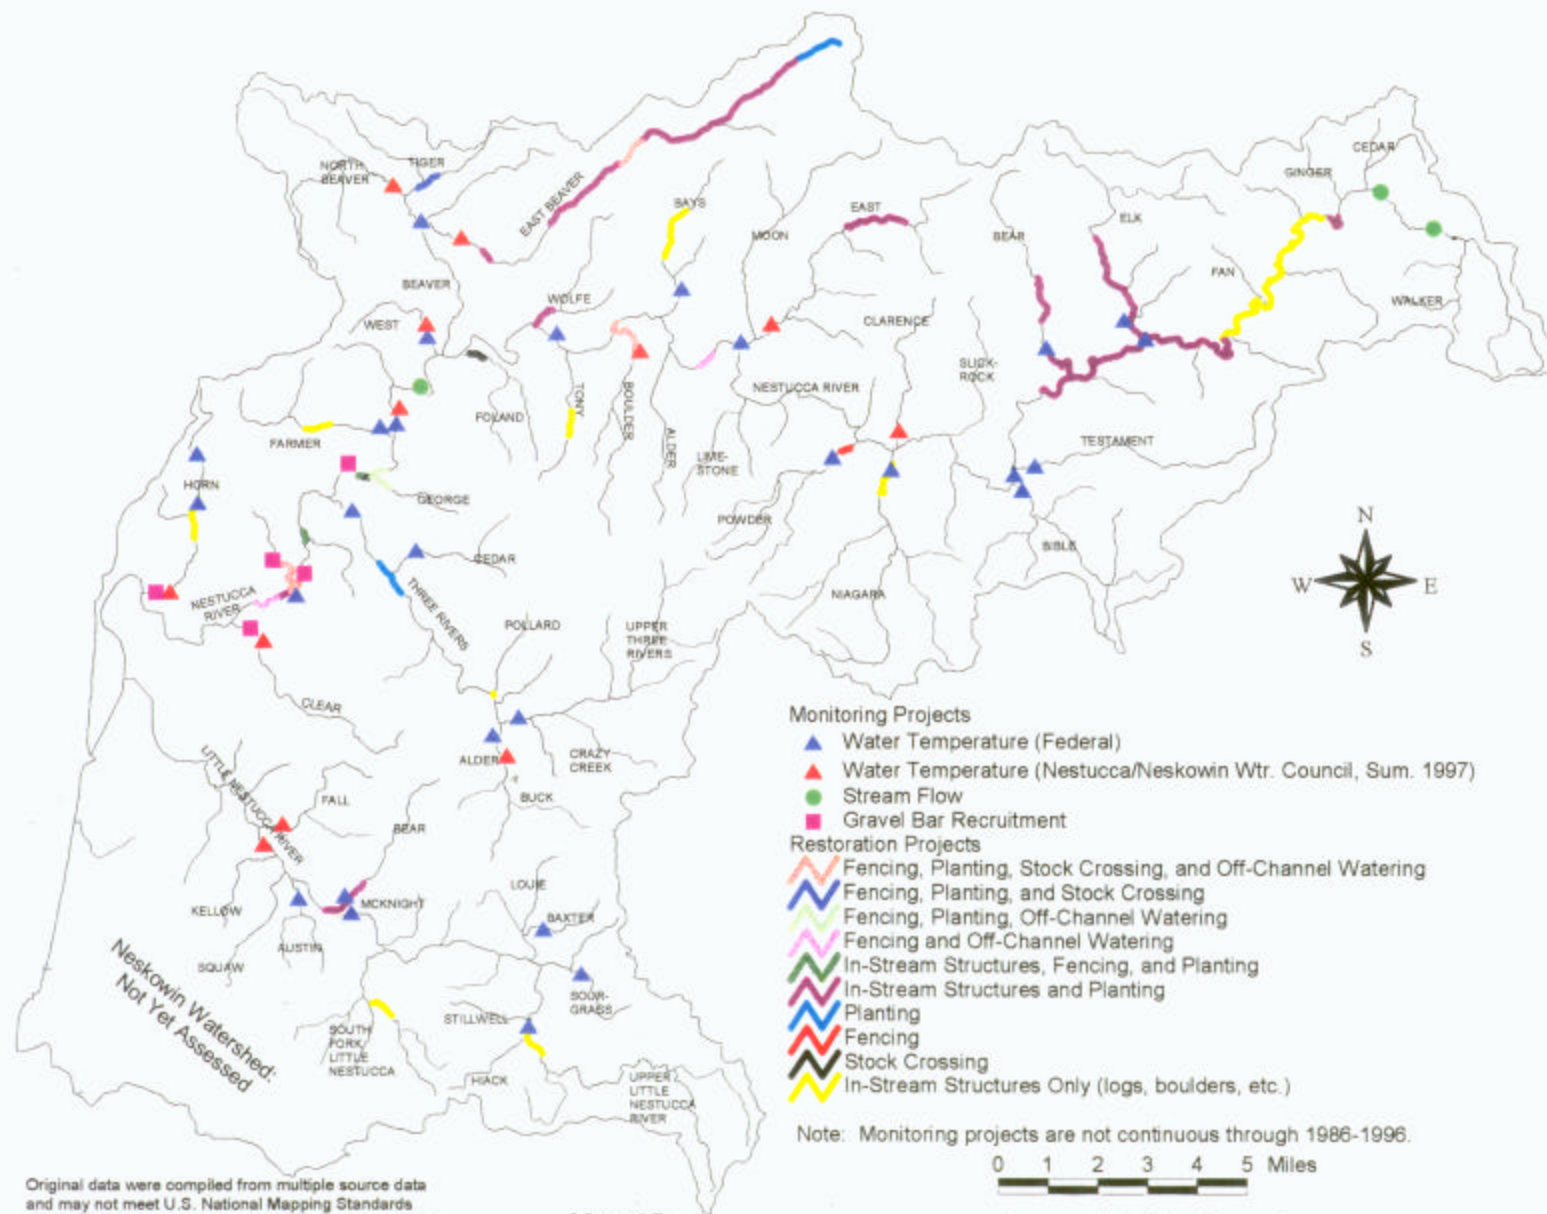 CEDAR
GINGER
NORTH
BEAVER
TIGER
EAST BEAVER
BAYS
EAST
MOON
BEAR
ELK
FAN
WALKER
BEAVER
WOLFE
WEST
CLARENCE
SLICK-
ROCK
NESTUCCA RIVER
FOLAND
TONY
BOULDER
ALDER
LIME-
STONE
FARMER
TESTAMENT
HORN
GEORGE
POWDER
CEDAR
BIBLE
NESTUCCA
RIVER
THREE RIVERS
NIAGARA
POLLARD
UPPER
THREE
RIVERS
CLEAR
ALDER
CRAZY
CREEK
BUCK
LITTLE NESTUCCA RIVER
FALL
BEAR
KELLOW
MCKNIGHT
LOUIE
BAXTER
AUSTIN
SQUAW
SOUR-
GRASS
STILLWELL
SOUTH
FORK
LITTLE
NESTUCCA
HIACK
UPPER
LITTLE
NESTUCCA
RIVER
Neskowin Watershed:
Not Yet Assessed
N
W
E
S
Monitoring Projects
Water Temperature (Federal)
Water Temperature (Nestucca/Neskowin Wtr. Council, Sum. 1997)
Stream Flow
Gravel Bar Recruitment
Restoration Projects
Fencing, Planting, Stock Crossing, and Off-Channel Watering
Fencing, Planting, and Stock Crossing
Fencing, Planting, Off-Channel Watering
Fencing and Off-Channel Watering
In-Stream Structures, Fencing, and Planting
In-Stream Structures and Planting
Planting
Fencing
Stock Crossing
In-Stream Structures Only (logs, boulders, etc.)
Note: Monitoring projects are not continuous through 1986-1996.
0 1 2 3 4 5 Miles
Original data were compiled from multiple source data
and may not meet U.S. National Mapping Standards